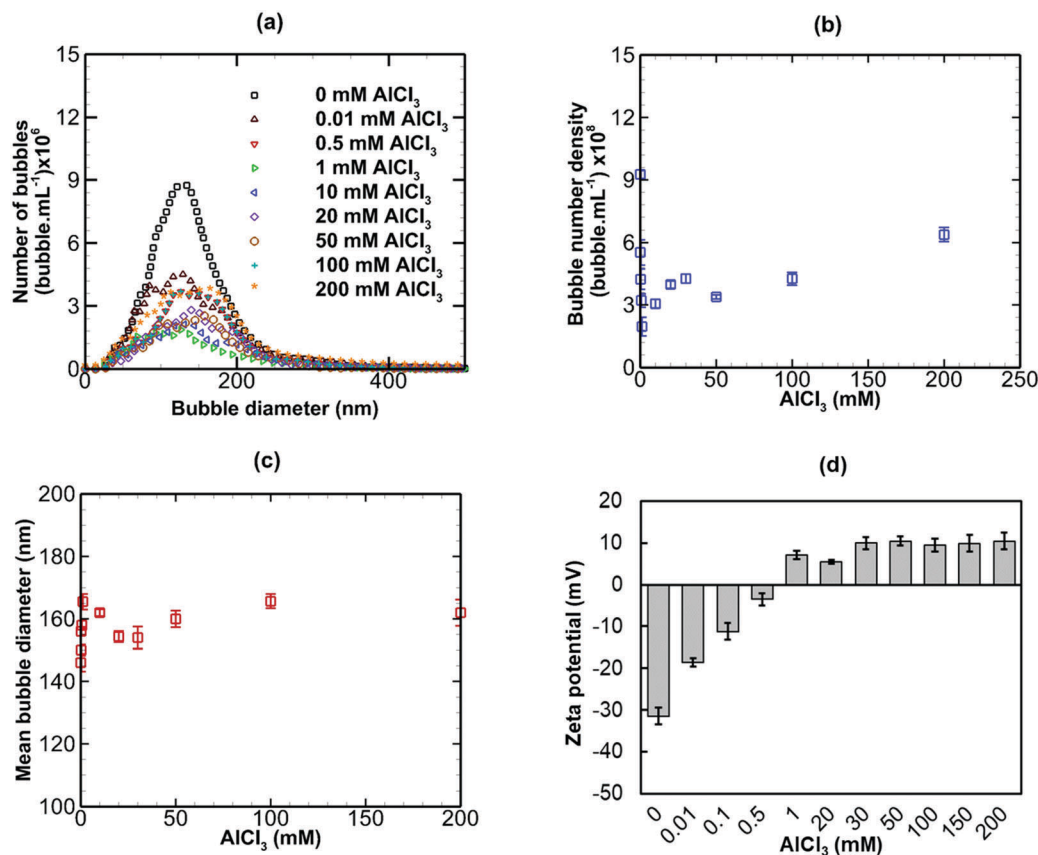 (a)
Number of bubbles
(bubble.mL⁻¹)x10⁶
15
12
9
6
3
0
0 mM AlCl₃
0.01 mM AlCl₃
0.5 mM AlCl₃
1 mM AlCl₃
10 mM AlCl₃
20 mM AlCl₃
50 mM AlCl₃
100 mM AlCl₃
200 mM AlCl₃
0 200 400
Bubble diameter (nm)
(b)
Bubble number density
(bubble.mL⁻¹) x10⁸
15
12
9
6
3
0
0 50 100 150 200 250
AlCl₃ (mM)
(c)
Mean bubble diameter (nm)
200
180
160
140
120
100
0 50 100 150 200
AlCl₃ (mM)
(d)
Zeta potential (mV)
20
10
0
-10
-20
-30
-40
-50
0 0.01 0.1 0.5 1 20 30 50 100 150 200
AlCl₃ (mM)